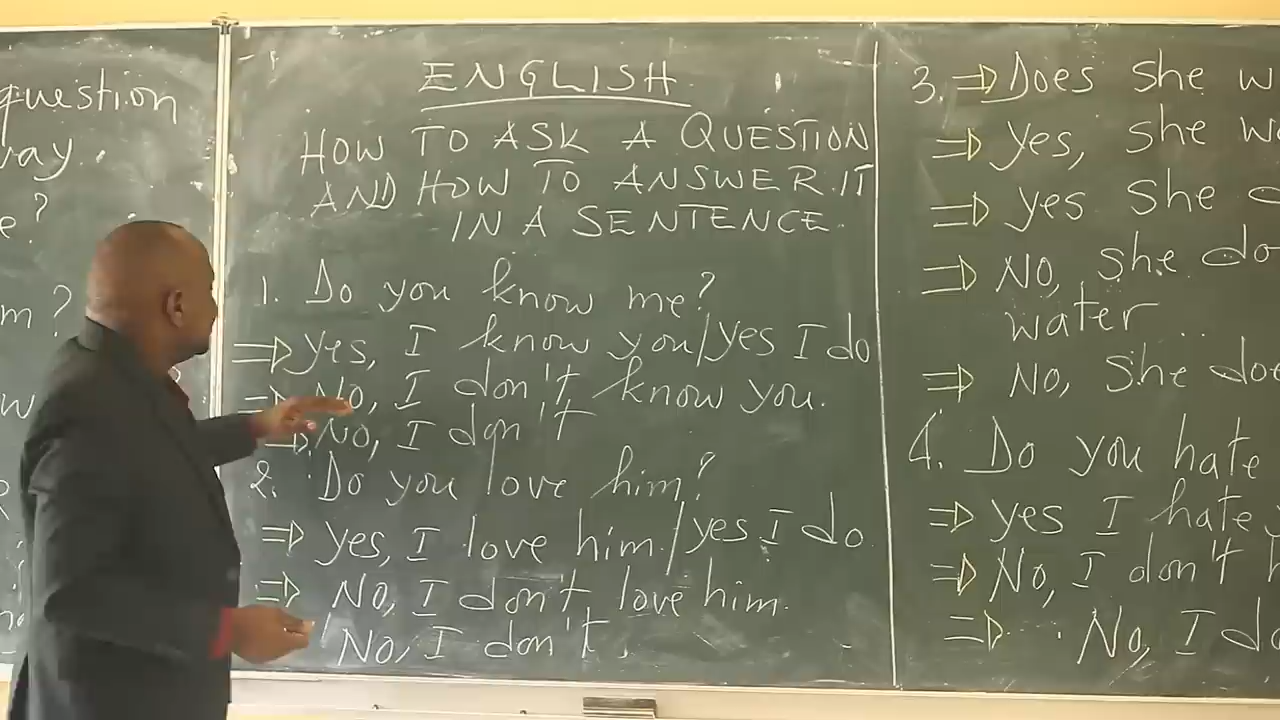 question
way.
e?
m?
w
ENGLISH
HOW TO ASK A QUESTION
AND HOW TO ANSWER IT
IN A SENTENCE.
1. Do you know me?
⇒ Yes, I know you/Yes I do
⇒ No, I don't know you.
⇒ No, I don't
2. Do you love him?
⇒ Yes, I love him/yes I do
⇒ No, I don't love him.
No, I don't.
3. ⇒ Does She w
⇒ Yes, she w
⇒ Yes she
⇒ NO, she do
water..
⇒ No, She doe
4. Do you hate
⇒ yes I hate
⇒ No, I don't h
⇒ No, I do